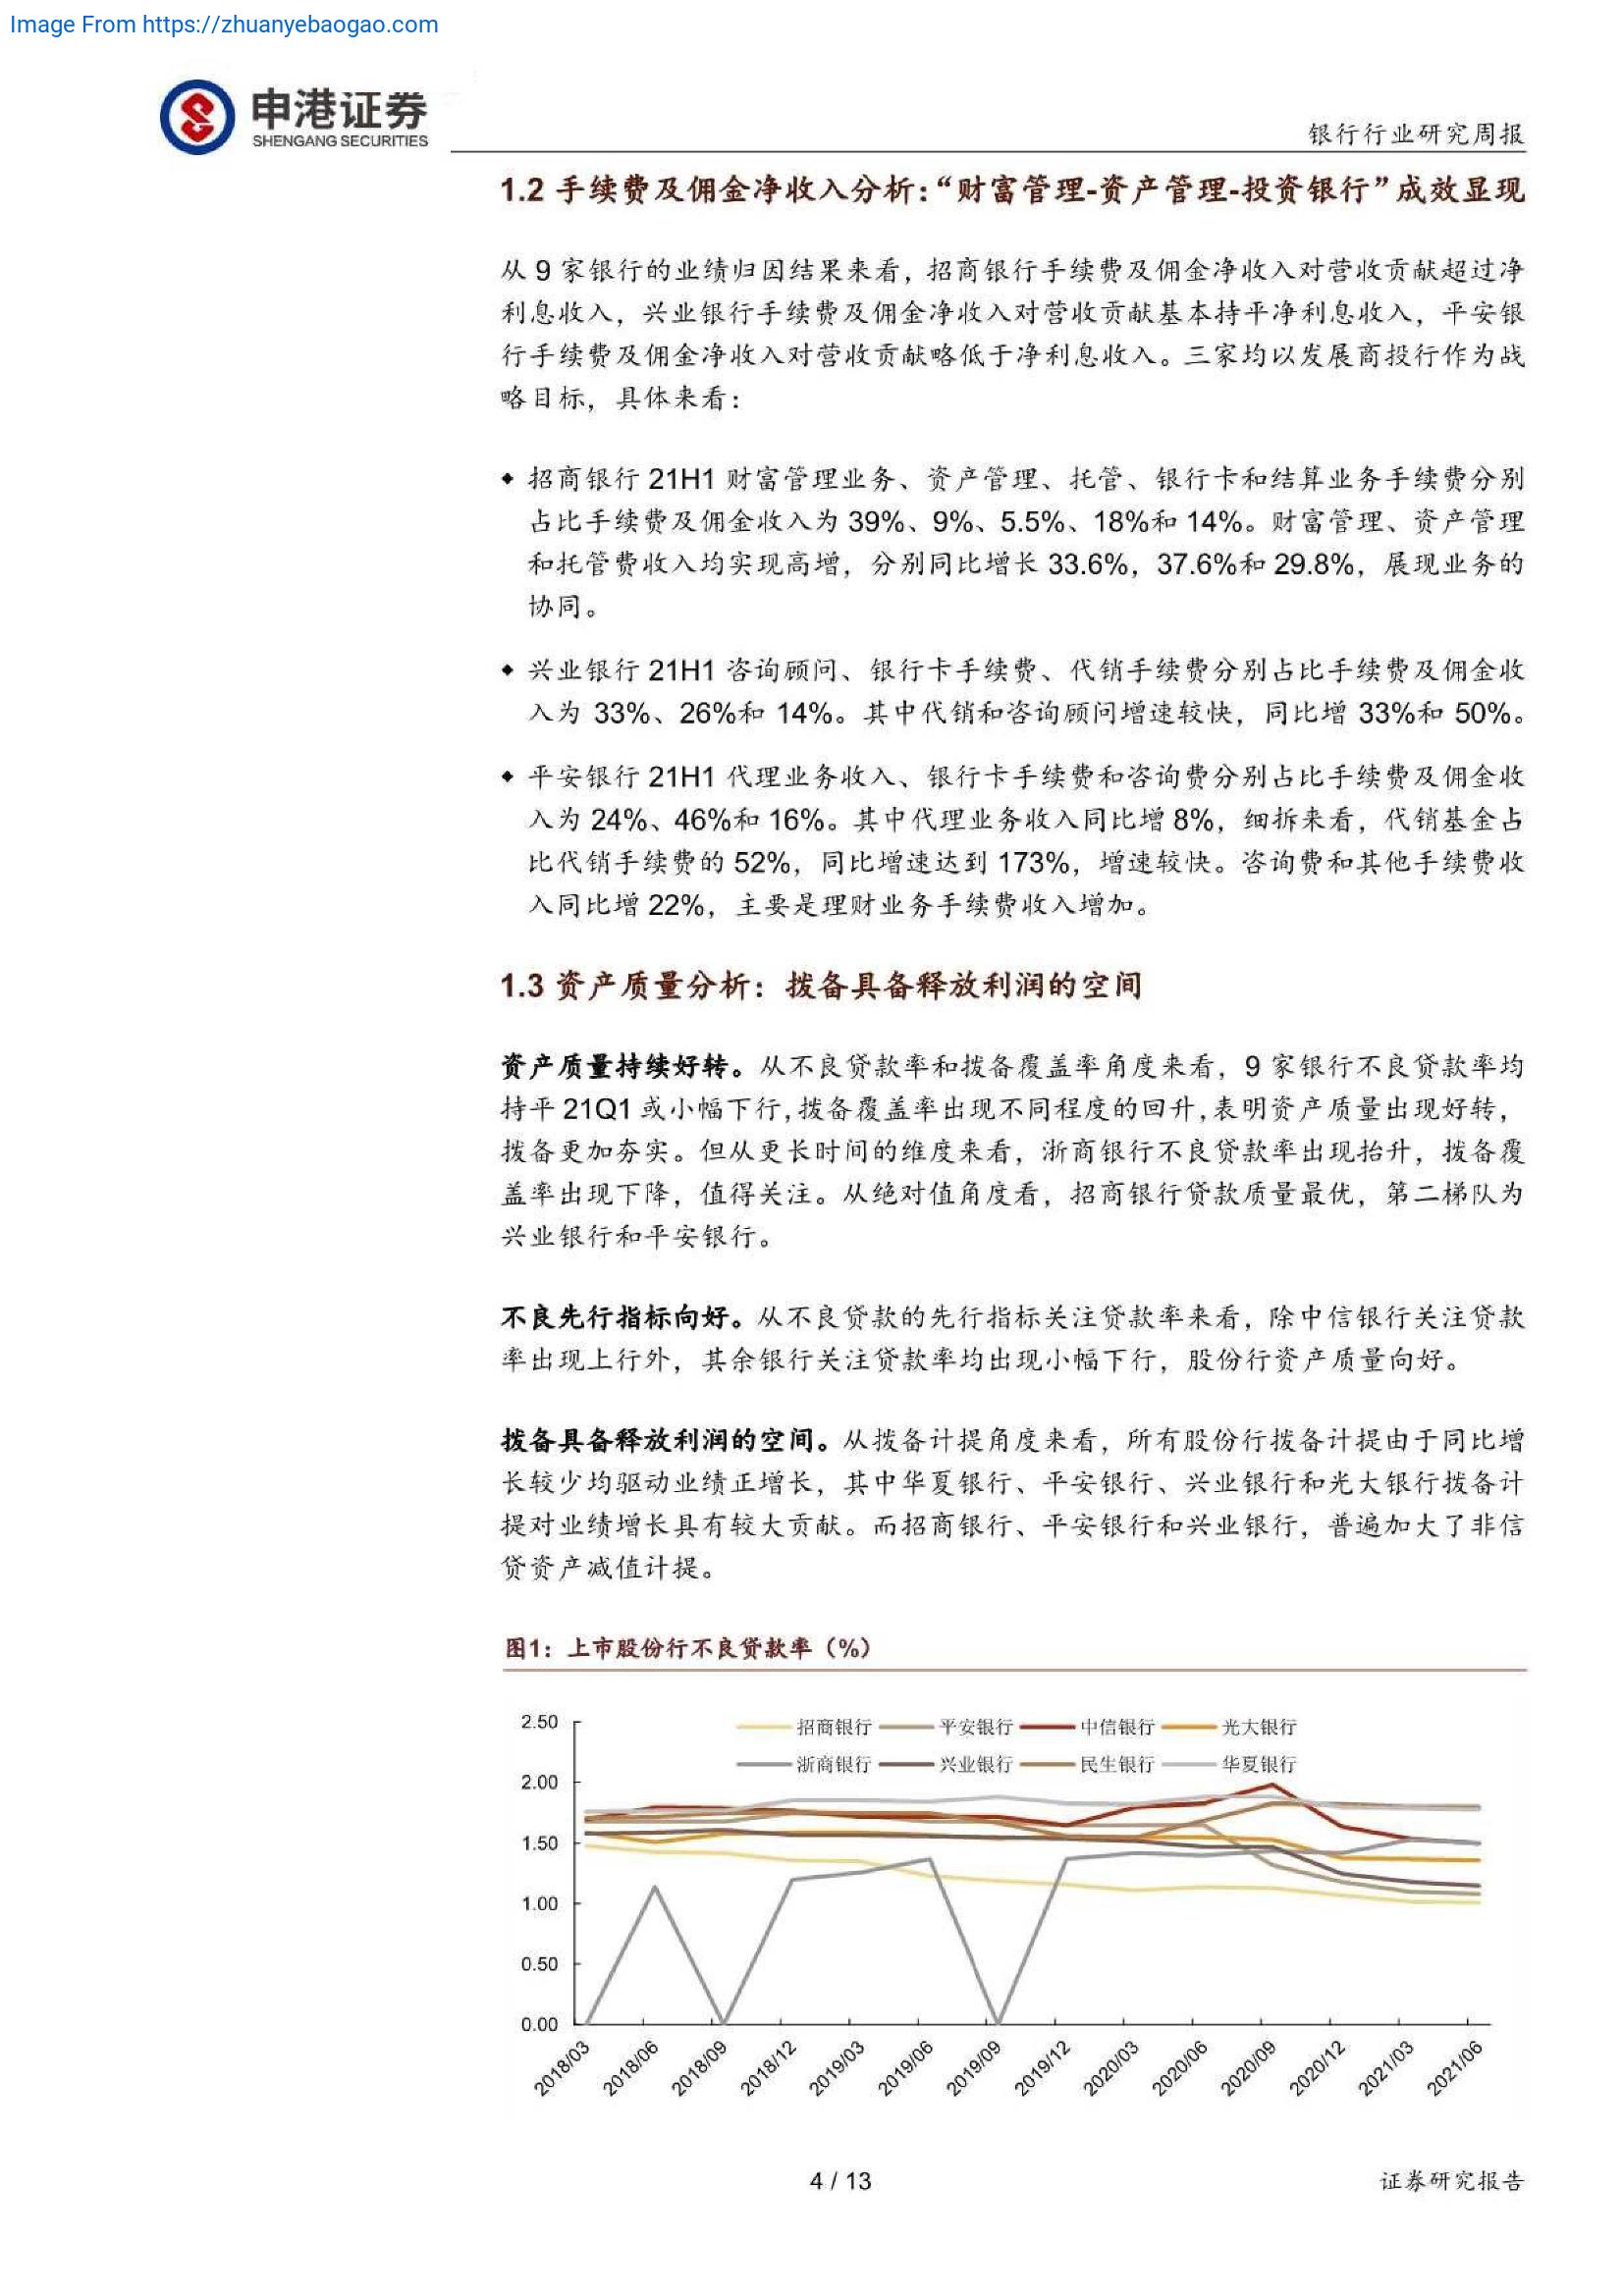 Image From https://zhuanyebaogao.com
申港证券
SHENGANG SECURITIES
银行行业研究周报
1.2 手续费及佣金净收入分析：“财富管理-资产管理-投资银行”成效显现
从 9 家银行的业绩归因结果来看，招商银行手续费及佣金净收入对营收贡献超过净
利息收入，兴业银行手续费及佣金净收入对营收贡献基本持平净利息收入，平安银
行手续费及佣金净收入对营收贡献略低于净利息收入。三家均以发展商投行作为战
略目标，具体来看：
◆ 招商银行 21H1 财富管理业务、资产管理、托管、银行卡和结算业务手续费分别
占比手续费及佣金收入为 39%、9%、5.5%、18%和 14%。财富管理、资产管理
和托管费收入均实现高增，分别同比增长 33.6%，37.6%和 29.8%，展现业务的
协同。
◆ 兴业银行 21H1 咨询顾问、银行卡手续费、代销手续费分别占比手续费及佣金收
入为 33%、26%和 14%。其中代销和咨询顾问增速较快，同比增 33%和 50%。
◆ 平安银行 21H1 代理业务收入、银行卡手续费和咨询费分别占比手续费及佣金收
入为 24%、46%和 16%。其中代理业务收入同比增 8%，细拆来看，代销基金占
比代销手续费的 52%，同比增速达到 173%，增速较快。咨询费和其他手续费收
入同比增 22%，主要是理财业务手续费收入增加。
1.3 资产质量分析：拨备具备释放利润的空间
资产质量持续好转。从不良贷款率和拨备覆盖率角度来看，9 家银行不良贷款率均
持平 21Q1 或小幅下行，拨备覆盖率出现不同程度的回升，表明资产质量出现好转，
拨备更加夯实。但从更长时间的维度来看，浙商银行不良贷款率出现抬升，拨备覆
盖率出现下降，值得关注。从绝对值角度看，招商银行贷款质量最优，第二梯队为
兴业银行和平安银行。
不良先行指标向好。从不良贷款的先行指标关注贷款率来看，除中信银行关注贷款
率出现上行外，其余银行关注贷款率均出现小幅下行，股份行资产质量向好。
拨备具备释放利润的空间。从拨备计提角度来看，所有股份行拨备计提由于同比增
长较少均驱动业绩正增长，其中华夏银行、平安银行、兴业银行和光大银行拨备计
提对业绩增长具有较大贡献。而招商银行、平安银行和兴业银行，普遍加大了非信
贷资产减值计提。
图1：上市股份行不良贷款率（%）
招商银行 平安银行 中信银行 光大银行
浙商银行 兴业银行 民生银行 华夏银行
2.50
2.00
1.50
1.00
0.50
0.00
2018/03 2018/06 2018/09 2018/12 2019/03 2019/06 2019/09 2019/12 2020/03 2020/06 2020/09 2020/12 2021/03 2021/06
4 / 13
证券研究报告